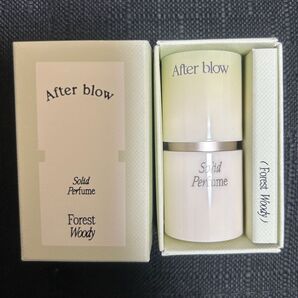 After blow
Solid
Perfume
Forest
Woody
After blow
Solid
Perfume
(Forest Woody)